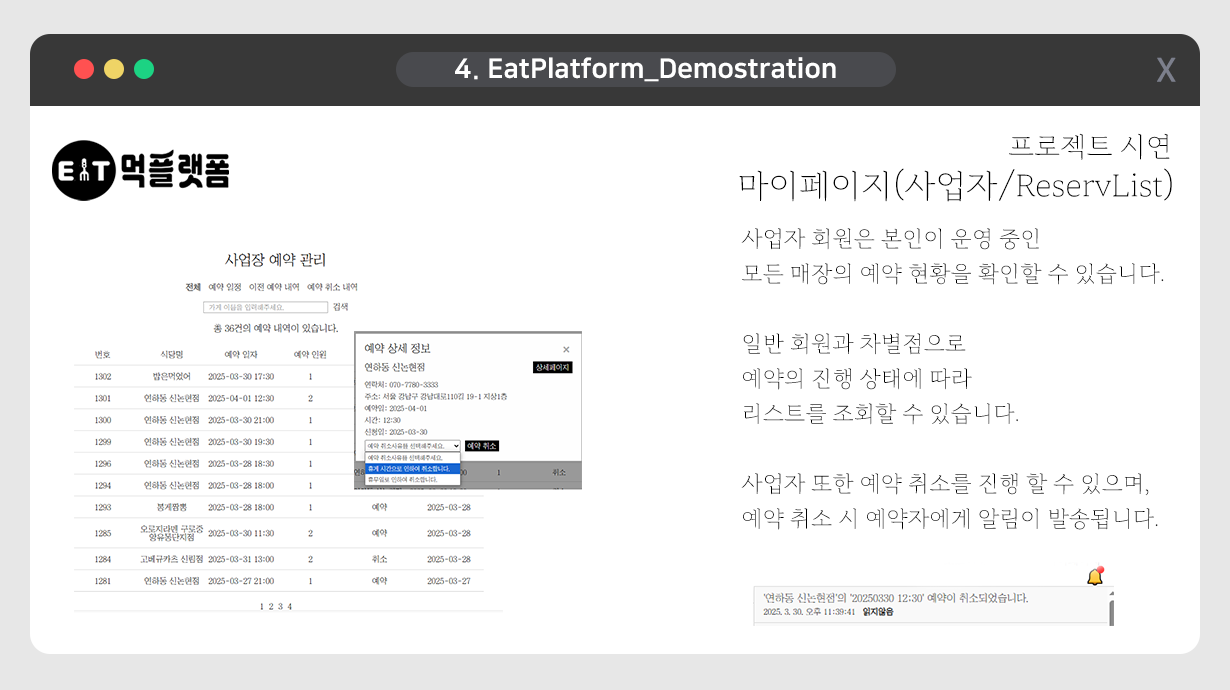 4. EatPlatform_Demostration
X
EAT 먹플랫폼
프로젝트 시연
마이페이지(사업자/ReservList)
사업자 회원은 본인이 운영 중인
모든 매장의 예약 현황을 확인할 수 있습니다.
일반 회원과 차별점으로
예약의 진행 상태에 따라
리스트를 조회할 수 있습니다.
사업자 또한 예약 취소를 진행 할 수 있으며,
예약 취소 시 예약자에게 알림이 발송됩니다.
'연하동 신논현점'의 '20250330 12:30' 예약이 취소되었습니다.
2025. 3. 30. 오후 11:39:41 읽지않음
사업장 예약 관리
전체 예약 일정 이전 예약 내역 예약 취소 내역
가게 이름을 입력해주세요. 검색
총 36건의 예약 내역이 있습니다.
번호 식당명 예약 일자 예약 인원
1302 밥은먹었어 2025-03-30 17:30 1
1301 연하동 신논현점 2025-04-01 12:30 2
1300 연하동 신논현점 2025-03-30 21:00 1
1299 연하동 신논현점 2025-03-30 19:30 1
1296 연하동 신논현점 2025-03-28 18:30 1
1294 연하동 신논현점 2025-03-28 18:00 1
1293 봉게짬뽕 2025-03-28 18:00 1 예약 2025-03-28
1285 오로지라멘 구로중앙유통단지점 2025-03-30 11:30 2 예약 2025-03-28
1284 고베규카츠 신림점 2025-03-31 13:00 2 취소 2025-03-28
1281 연하동 신논현점 2025-03-27 21:00 1 예약 2025-03-27
1 2 3 4
예약 상세 정보 ×
연하동 신논현점 상세페이지
연락처: 070-7780-3333
주소: 서울 강남구 강남대로110길 19-1 지상1층
예약일: 2025-04-01
시간: 12:30
신청일: 2025-03-30
예약 취소사유를 선택해주세요. 예약 취소
예약 취소사유를 선택해주세요.
휴게 시간으로 인하여 취소합니다.
휴무일로 인하여 취소합니다.
1 취소